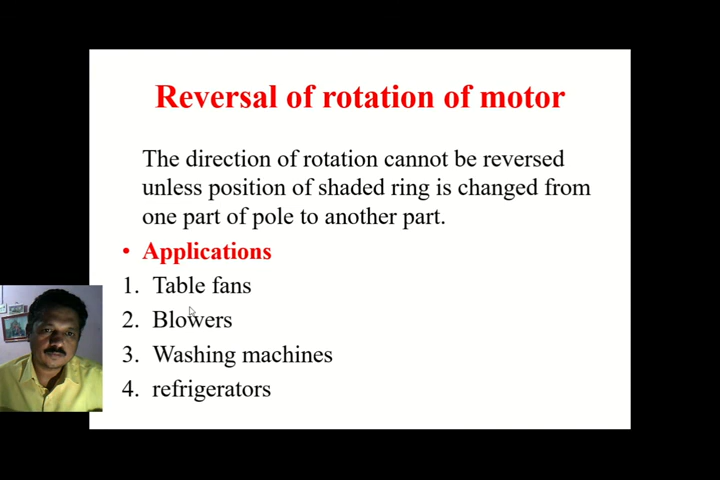 Reversal of rotation of motor
The direction of rotation cannot be reversed
unless position of shaded ring is changed from
one part of pole to another part.
• Applications
1. Table fans
2. Blowers
3. Washing machines
4. refrigerators